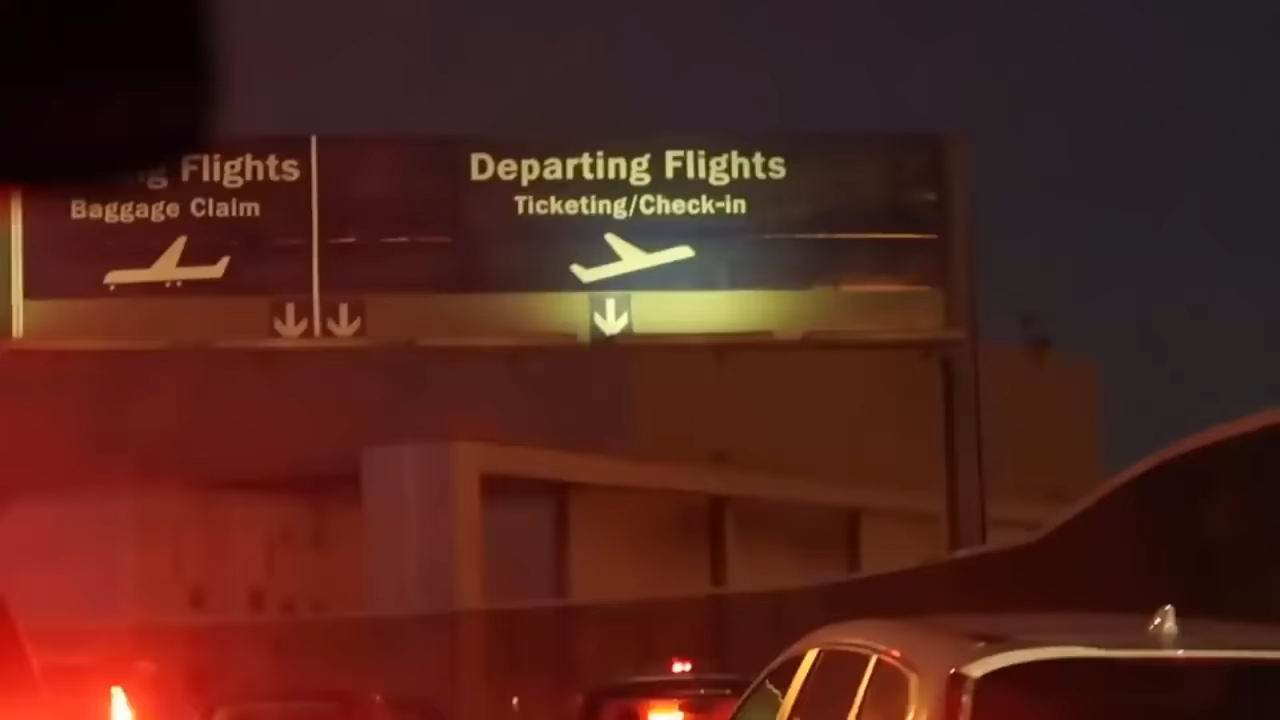 g Flights
Baggage Claim
Departing Flights
Ticketing/Check-in